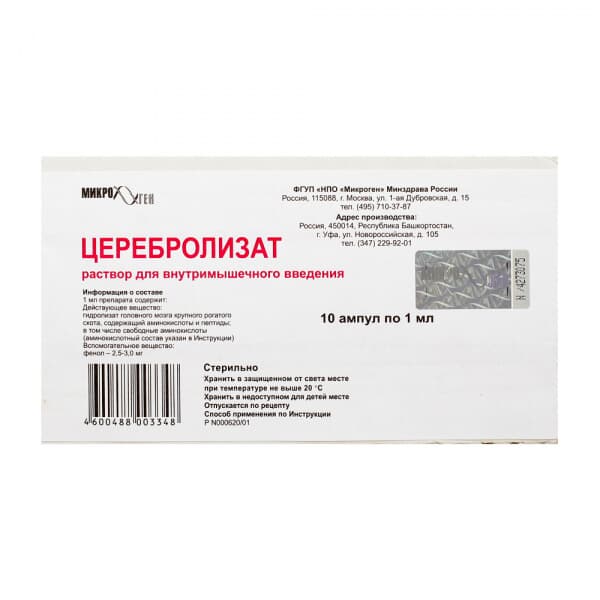 МИКРОГЕН
ФГУП «НПО «Микроген» Минздрава России
Россия, 115088, г. Москва, ул. 1-ая Дубровская, д. 15
тел. (495) 710-37-87
Адрес производства:
Россия, 450014, Республика Башкортостан,
г. Уфа, ул. Новороссийская, д. 105
тел. (347) 229-92-01
ЦЕРЕБРОЛИЗАТ
раствор для внутримышечного введения
Информация о составе
1 мл препарата содержит:
Действующее вещество:
гидролизат головного мозга крупного рогатого
скота, содержащий аминокислоты и пептиды;
в том числе свободные аминокислоты
(аминокислотный состав указан в Инструкции)
Вспомогательное вещество:
фенол – 2,5-3,0 мг
N 4273075
10 ампул по 1 мл
Стерильно
Хранить в защищенном от света месте
при температуре не выше 20 °С
Хранить в недоступном для детей месте
Отпускается по рецепту
Способ применения по Инструкции
Р N000620/01
4600488003348